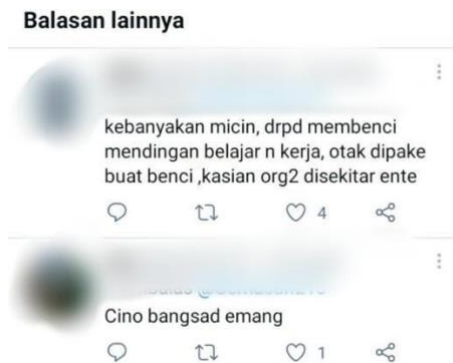 Balasan lainnya
kebanyakan micin, drpd membenci
mendingan belajar n kerja, otak dipake
buat benci ,kasian org2 disekitar ente
4
Cino bangsad emang
1